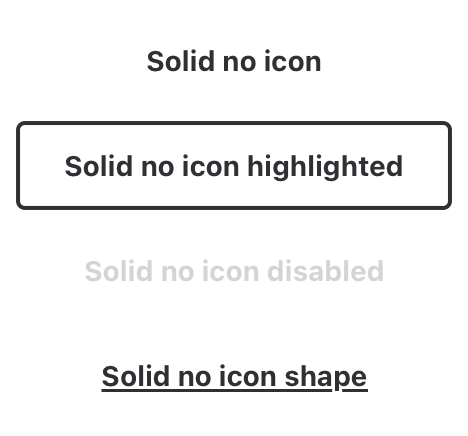 Solid no icon
Solid no icon highlighted
Solid no icon disabled
Solid no icon shape